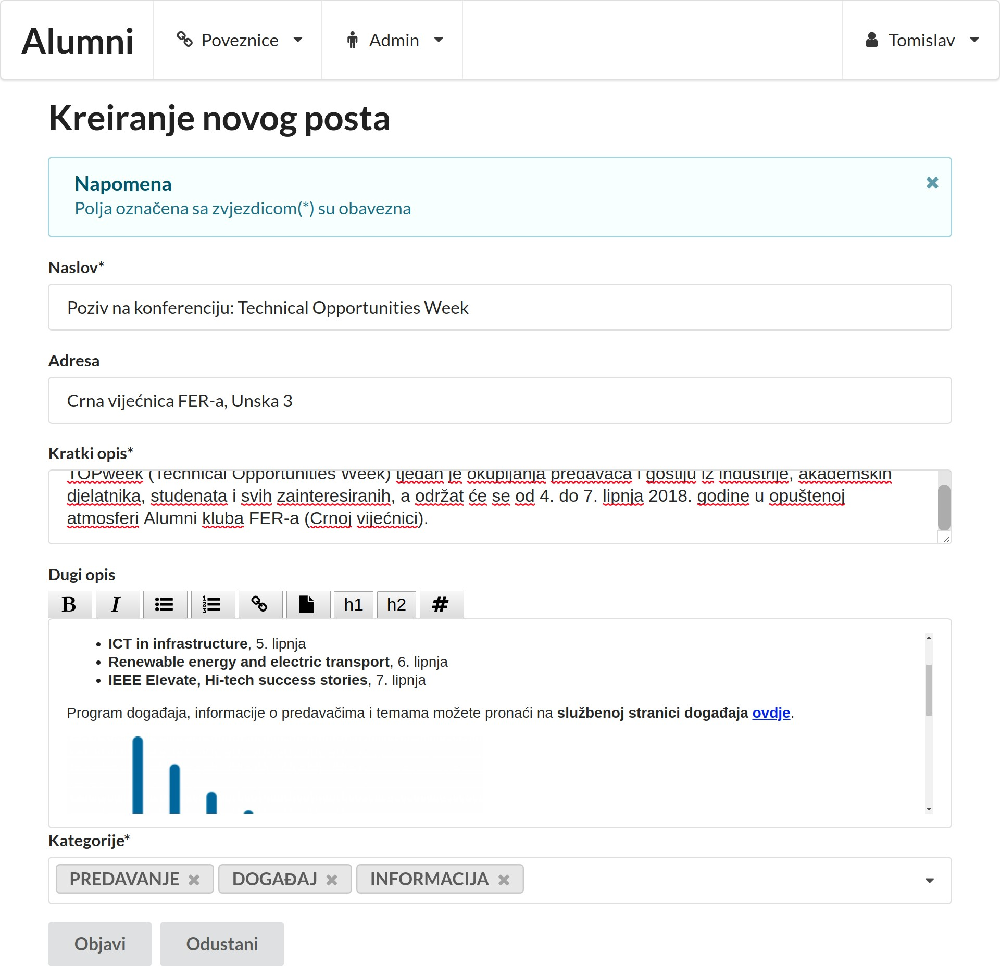 Alumni
Poveznice
Admin
Tomislav
Kreiranje novog posta
Napomena
Polja označena sa zvjezdicom(*) su obavezna
Naslov*
Poziv na konferenciju: Technical Opportunities Week
Adresa
Crna vijećnica FER-a, Unska 3
Kratki opis*
TOPweek (Technical Opportunities Week) tjedan je okupljanja predavača i gostiju iz industrije, akademskih
djelatnika, studenata i svih zainteresiranih, a održat će se od 4. do 7. lipnja 2018. godine u opuštenoj
atmosferi Alumni kluba FER-a (Crnoj vijećnici).
Dugi opis
B I h1 h2 #
• ICT in infrastructure, 5. lipnja
• Renewable energy and electric transport, 6. lipnja
• IEEE Elevate, Hi-tech success stories, 7. lipnja
Program događaja, informacije o predavačima i temama možete pronaći na službenoj stranici događaja ovdje.
Kategorije*
PREDAVANJE DOGAĐAJ INFORMACIJA
Objavi Odustani